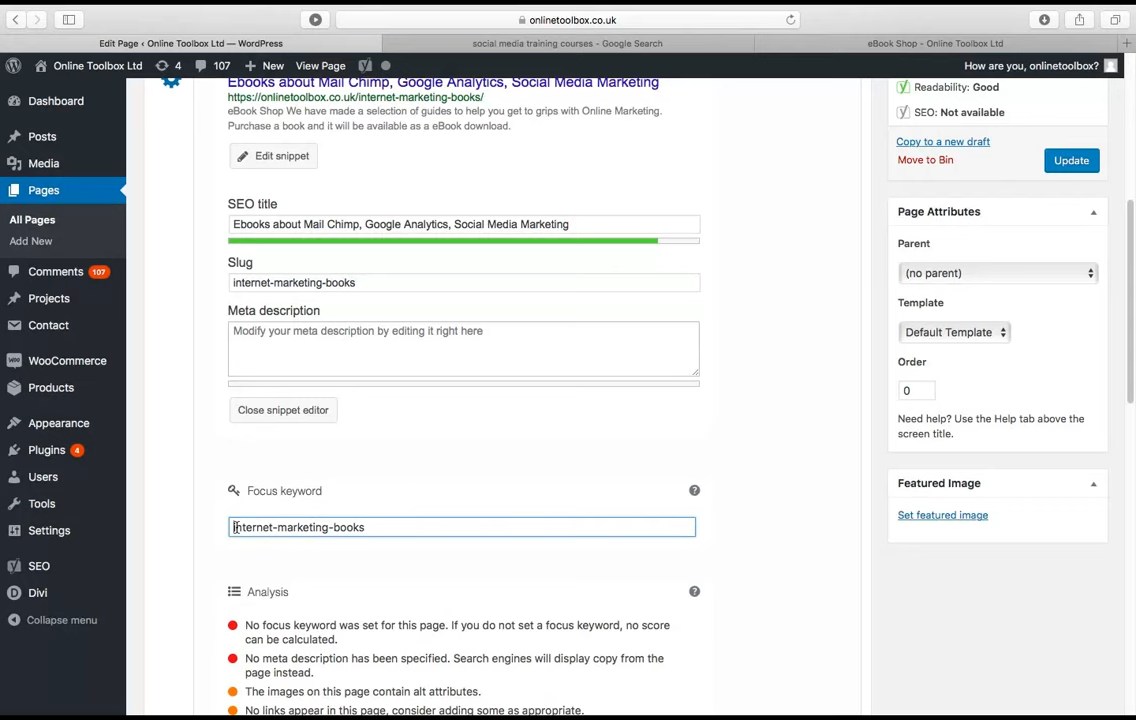 onlinetoolbox.co.uk
Edit Page ‹ Online Toolbox Ltd — WordPress
social media training courses - Google Search
eBook Shop - Online Toolbox Ltd
Online Toolbox Ltd
4
107
New
View Page
How are you, onlinetoolbox?
Dashboard
Posts
Media
Pages
All Pages
Add New
Comments 107
Projects
Contact
WooCommerce
Products
Appearance
Plugins 4
Users
Tools
Settings
SEO
Divi
Collapse menu
Ebooks about Mail Chimp, Google Analytics, Social Media Marketing
https://onlinetoolbox.co.uk/internet-marketing-books/
eBook Shop We have made a selection of guides to help you get to grips with Online Marketing.
Purchase a book and it will be available as a eBook download.
Edit snippet
SEO title
Ebooks about Mail Chimp, Google Analytics, Social Media Marketing
Slug
internet-marketing-books
Meta description
Modify your meta description by editing it right here
Close snippet editor
Focus keyword
?
internet-marketing-books
Analysis
?
No focus keyword was set for this page. If you do not set a focus keyword, no score
can be calculated.
No meta description has been specified. Search engines will display copy from the
page instead.
The images on this page contain alt attributes.
No links appear in this page, consider adding some as appropriate.
Readability: Good
SEO: Not available
Copy to a new draft
Move to Bin
Update
Page Attributes
Parent
(no parent)
Template
Default Template
Order
0
Need help? Use the Help tab above the
screen title.
Featured Image
Set featured image